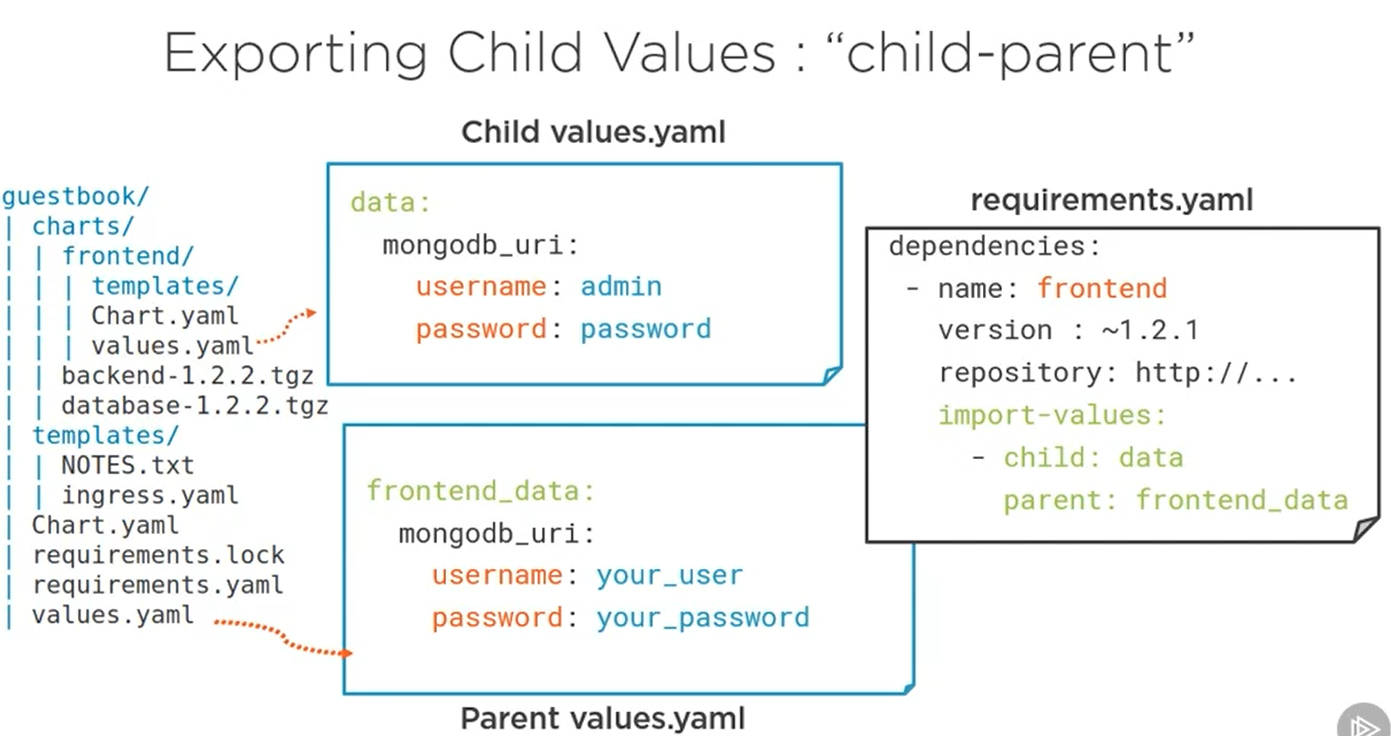 Exporting Child Values : “child-parent”
guestbook/
| charts/
| | frontend/
| | | templates/
| | | Chart.yaml
| | | values.yaml
| | backend-1.2.2.tgz
| | database-1.2.2.tgz
| templates/
| | NOTES.txt
| | ingress.yaml
| Chart.yaml
| requirements.lock
| requirements.yaml
| values.yaml
Child values.yaml
data:
mongodb_uri:
username: admin
password: password
frontend_data:
mongodb_uri:
username: your_user
password: your_password
Parent values.yaml
requirements.yaml
dependencies:
- name: frontend
version : ~1.2.1
repository: http://...
import-values:
- child: data
parent: frontend_data